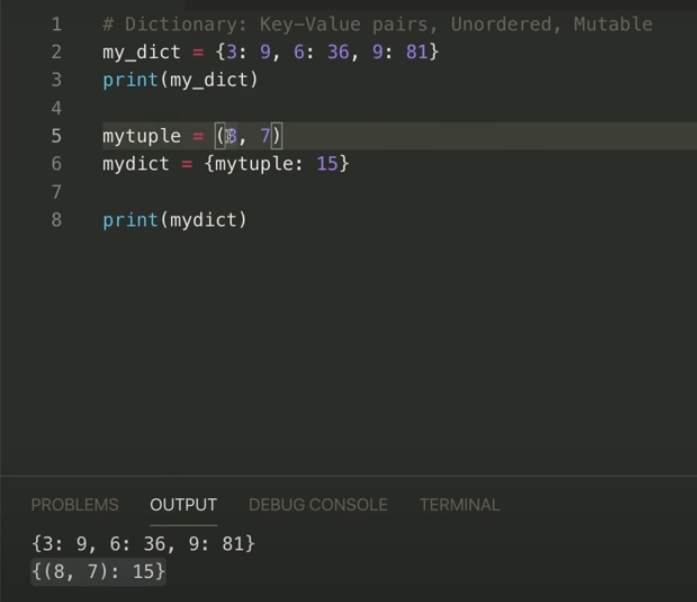 1 # Dictionary: Key-Value pairs, Unordered, Mutable
2 my_dict = {3: 9, 6: 36, 9: 81}
3 print(my_dict)
4
5 mytuple = (8, 7)
6 mydict = {mytuple: 15}
7
8 print(mydict)
PROBLEMS OUTPUT DEBUG CONSOLE TERMINAL
{3: 9, 6: 36, 9: 81}
{(8, 7): 15}